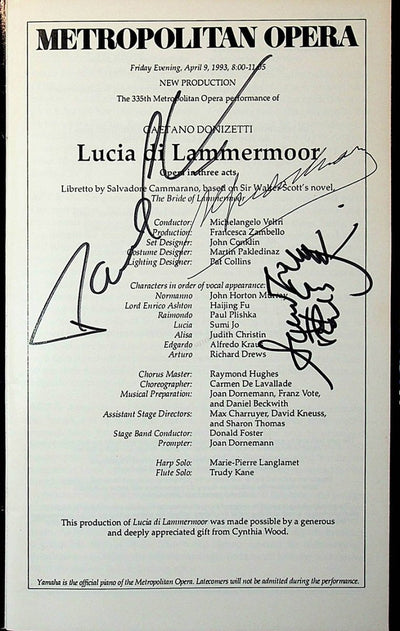 METROPOLITAN OPERA
Friday Evening, April 9, 1993, 8:00-11:35
NEW PRODUCTION
The 335th Metropolitan Opera performance of
GAETANO DONIZETTI
Lucia di Lammermoor
Opera in three acts
Libretto by Salvadore Cammarano, based on Sir Walter Scott's novel,
The Bride of Lammermoor
Conductor: Michelangelo Veltri
Production: Francesca Zambello
Set Designer: John Conklin
Costume Designer: Martin Pakledinaz
Lighting Designer: Pat Collins
Characters in order of vocal appearance:
Normanno John Horton Murray
Lord Enrico Ashton Haijing Fu
Raimondo Paul Plishka
Lucia Sumi Jo
Alisa Judith Christin
Edgardo Alfredo Kraus
Arturo Richard Drews
Chorus Master: Raymond Hughes
Choreographer: Carmen De Lavallade
Musical Preparation: Joan Dornemann, Franz Vote,
and Daniel Beckwith
Assistant Stage Directors: Max Charruyer, David Kneuss,
and Sharon Thomas
Stage Band Conductor: Donald Foster
Prompter: Joan Dornemann
Harp Solo: Marie-Pierre Langlamet
Flute Solo: Trudy Kane
This production of Lucia di Lammermoor was made possible by a generous
and deeply appreciated gift from Cynthia Wood.
Yamaha is the official piano of the Metropolitan Opera. Latecomers will not be admitted during the performance.